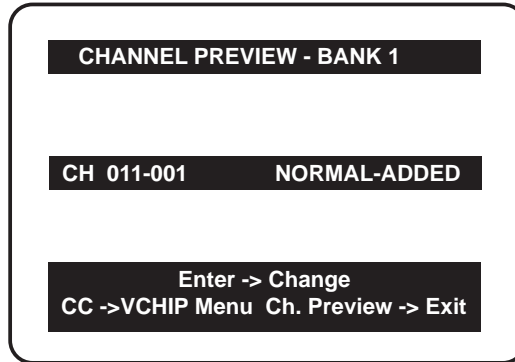 CHANNEL PREVIEW - BANK 1
CH 011-001 NORMAL-ADDED
Enter -> Change
CC ->VCHIP Menu Ch. Preview -> Exit